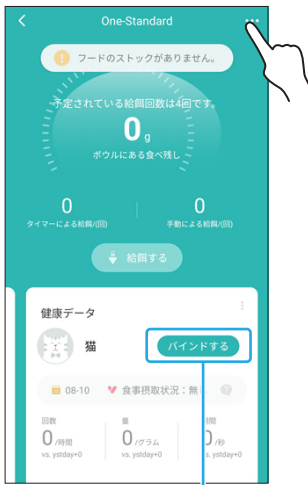 One-Standard
フードのストックがありません。
予定されている給餌回数は4回です。
0 g
ボウルにある食べ残し
0 0
タイマーによる給餌/(回) 手動による給餌/(回)
給餌する
健康データ
猫 バインドする
08-10 食事摂取状況：無
回数 量 時間
0 /時間 0 /グラム 0 /秒
vs. ystday+0 vs. ystday+0 vs. ystday+0